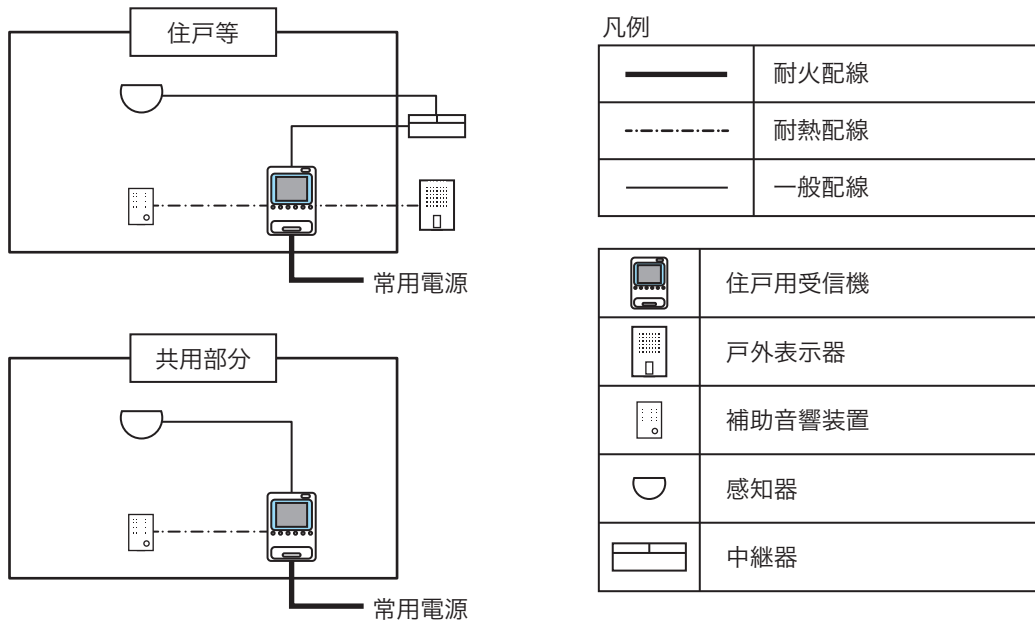 住戸等
常用電源
共用部分
常用電源
凡例
耐火配線
耐熱配線
一般配線
住戸用受信機
戸外表示器
補助音響装置
感知器
中継器